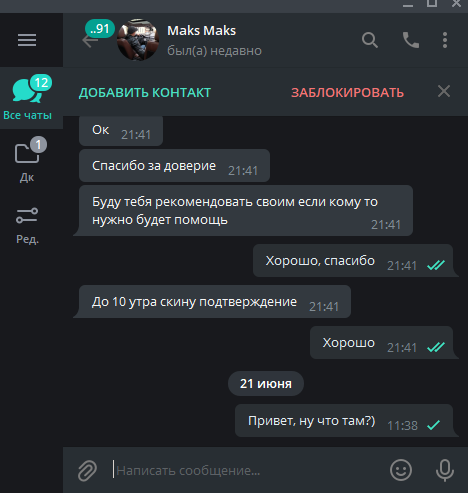 ..91
Maks Maks
был(а) недавно
12
Все чаты
ДОБАВИТЬ КОНТАКТ
ЗАБЛОКИРОВАТЬ
Ок 21:41
1
Дк
Спасибо за доверие 21:41
Буду тебя рекомендовать своим если кому то
нужно будет помощь 21:41
Ред.
Хорошо, спасибо 21:41
До 10 утра скину подтверждение 21:41
Хорошо 21:41
21 июня
Привет, ну что там?) 11:38
Написать сообщение...